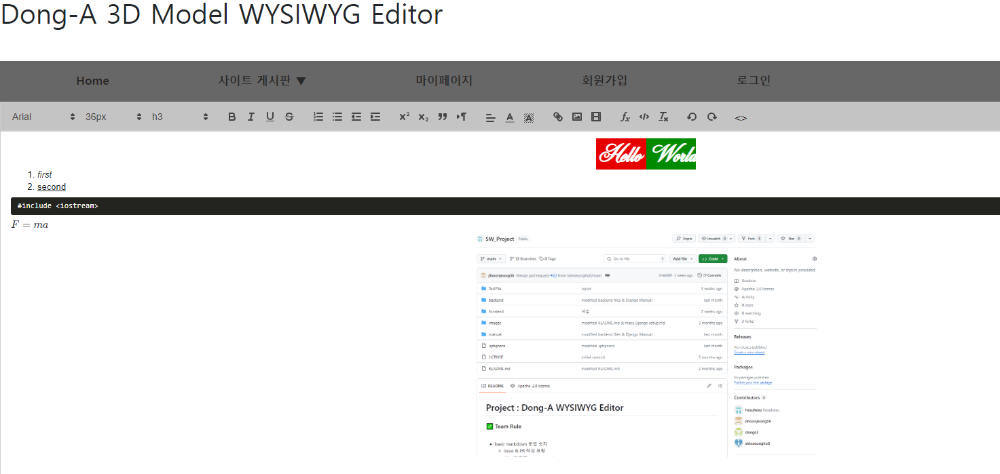 Dong-A 3D Model WYSIWYG Editor
Home 사이트 게시판 ▼ 마이페이지 회원가입 로그인
Arial 36px h3 B I U S X² X₂ ” ¶ A A fx </> Tx <>
Hello World
1. first
2. second
#include <iostream>
F = ma
SW_Project Public Unpin Unwatch 0 Fork 3 Star 0
main 13 Branches 0 Tags Go to file Add file Code About
No description, website, or topics provided.
jihoonjeong56 Merge pull request #22 from shinseungho0/main 2 weeks ago 77 Commits
Readme
TestFile repair 3 weeks ago
Apache-2.0 license
backend modified backend files & Django Manual last month
Activity
0 stars
frontend 작업 2 weeks ago
0 watching
images modified README.md & make Django setup.md 3 months ago
3 forks
manual modified backend files & Django Manual last month
Releases
.gitignore modified .gitignore last month
No releases published
Create a new release
LICENSE Initial commit 3 months ago
README.md modified README.md 2 months ago
Packages
No packages published
Publish your first package
README Apache-2.0 license
Contributors 4
Project : Dong-A WYSIWYG Editor
hesuhesu hesuhesu
jihoonjeong56
Team Rule
dongs3
basic markdown 문법 숙지
shinseungho0
issue & PR 작성 요령